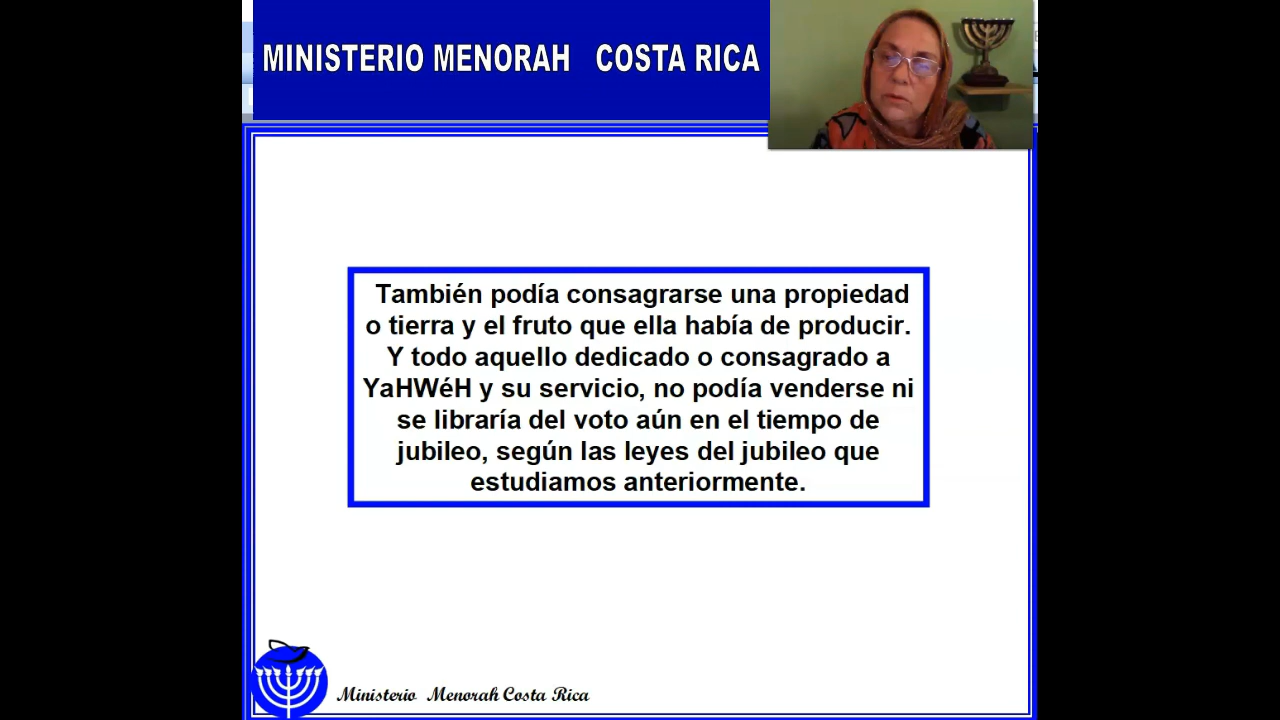 MINISTERIO MENORAH COSTA RICA
También podía consagrarse una propiedad
o tierra y el fruto que ella había de producir.
Y todo aquello dedicado o consagrado a
YaHWéH y su servicio, no podía venderse ni
se libraría del voto aún en el tiempo de
jubileo, según las leyes del jubileo que
estudiamos anteriormente.
Ministerio Menorah Costa Rica